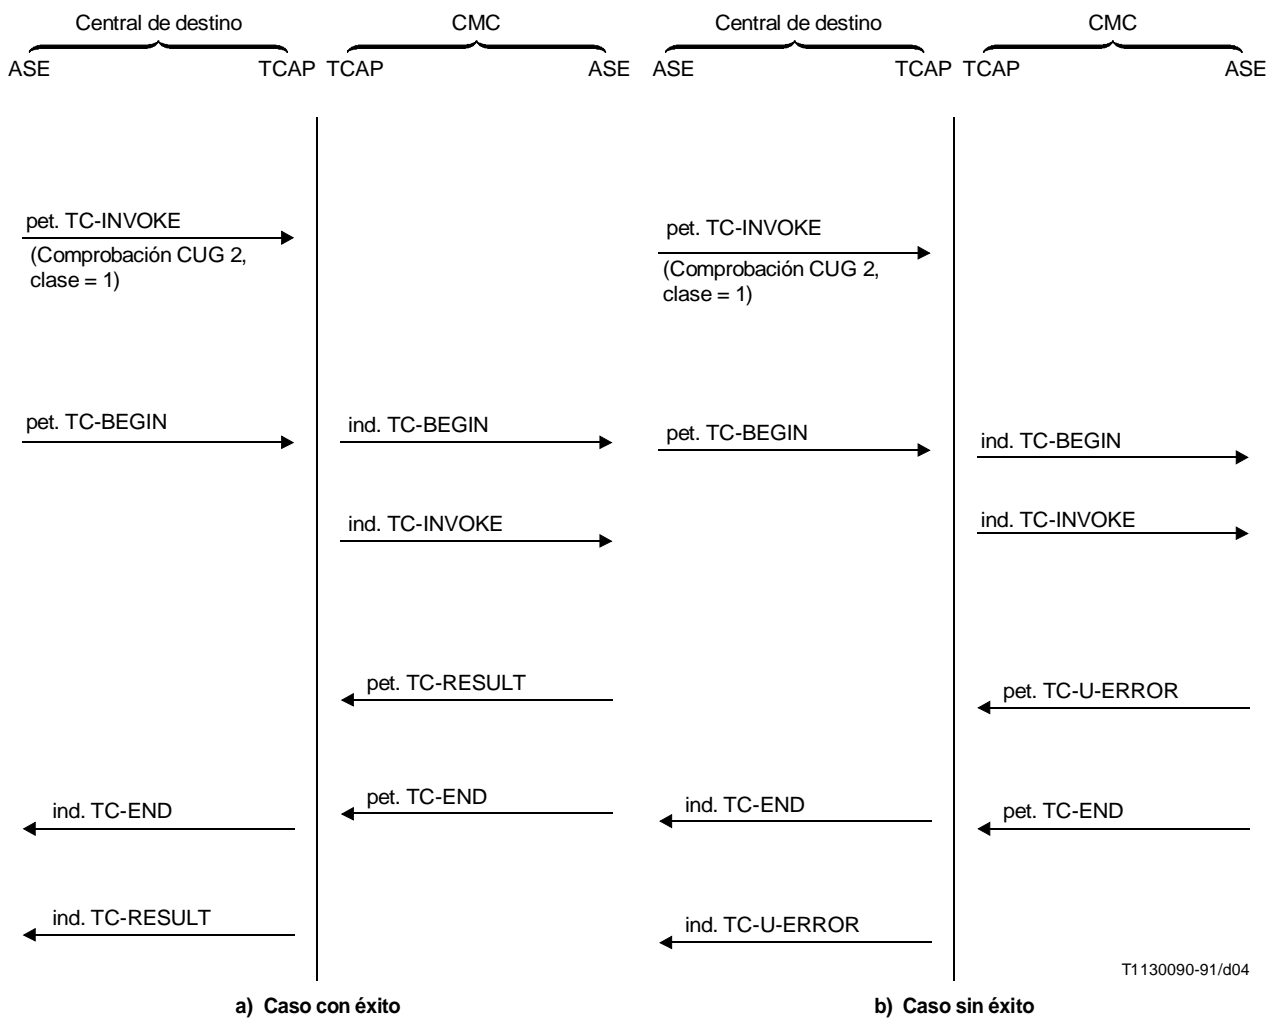 Central de destino
CMC
Central de destino
CMC
ASE
TCAP
TCAP
ASE
ASE
TCAP
TCAP
ASE
pet. TC-INVOKE
(Comprobación CUG 2,
clase = 1)
pet. TC-BEGIN
ind. TC-BEGIN
ind. TC-INVOKE
pet. TC-RESULT
pet. TC-END
ind. TC-END
ind. TC-RESULT
pet. TC-INVOKE
(Comprobación CUG 2,
clase = 1)
pet. TC-BEGIN
ind. TC-BEGIN
ind. TC-INVOKE
pet. TC-U-ERROR
pet. TC-END
ind. TC-END
ind. TC-U-ERROR
T1130090-91/d04
a) Caso con éxito
b) Caso sin éxito